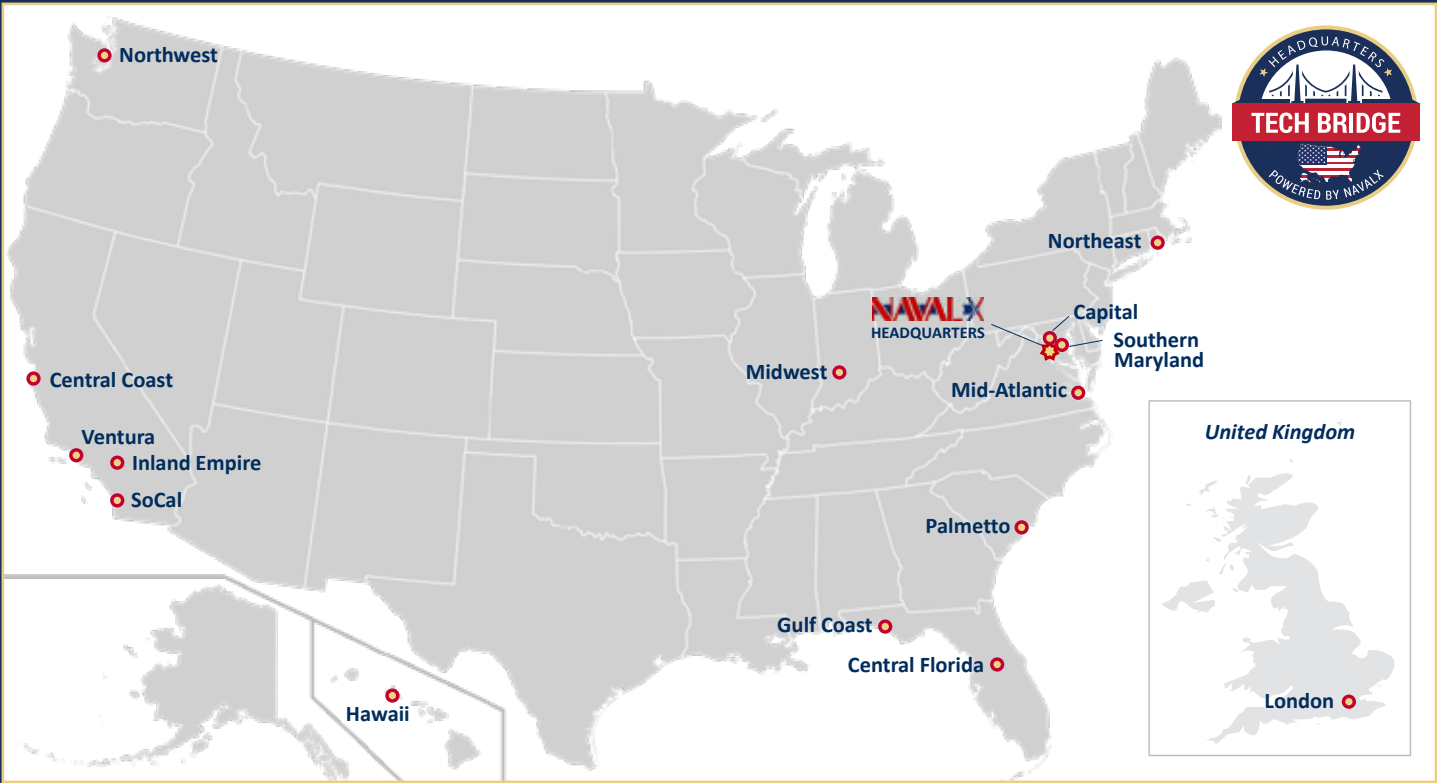 Northwest
HEADQUARTERS
TECH BRIDGE
POWERED BY NAVALX
Northeast
NAVALX
HEADQUARTERS
Capital
Southern
Maryland
Midwest
Mid-Atlantic
Central Coast
Ventura
Inland Empire
SoCal
United Kingdom
Palmetto
Gulf Coast
Central Florida
London
Hawaii